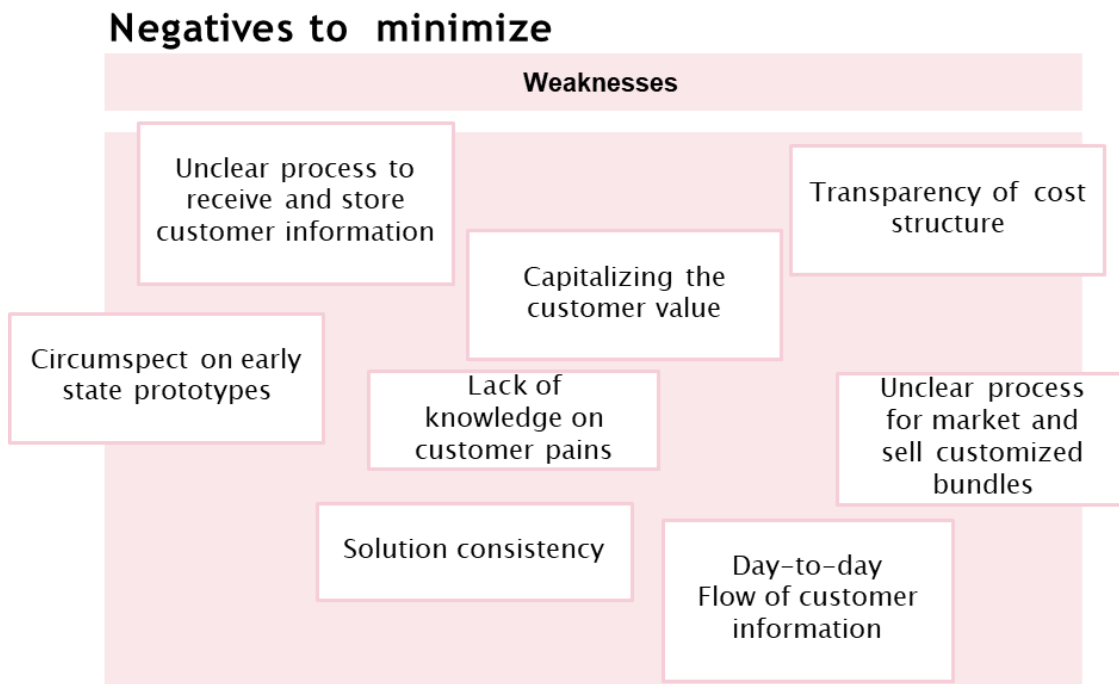 Negatives to minimize
Weaknesses
Unclear process to
receive and store
customer information
Transparency of cost
structure
Capitalizing the
customer value
Circumspect on early
state prototypes
Lack of
knowledge on
customer pains
Unclear process
for market and
sell customized
bundles
Solution consistency
Day-to-day
Flow of customer
information